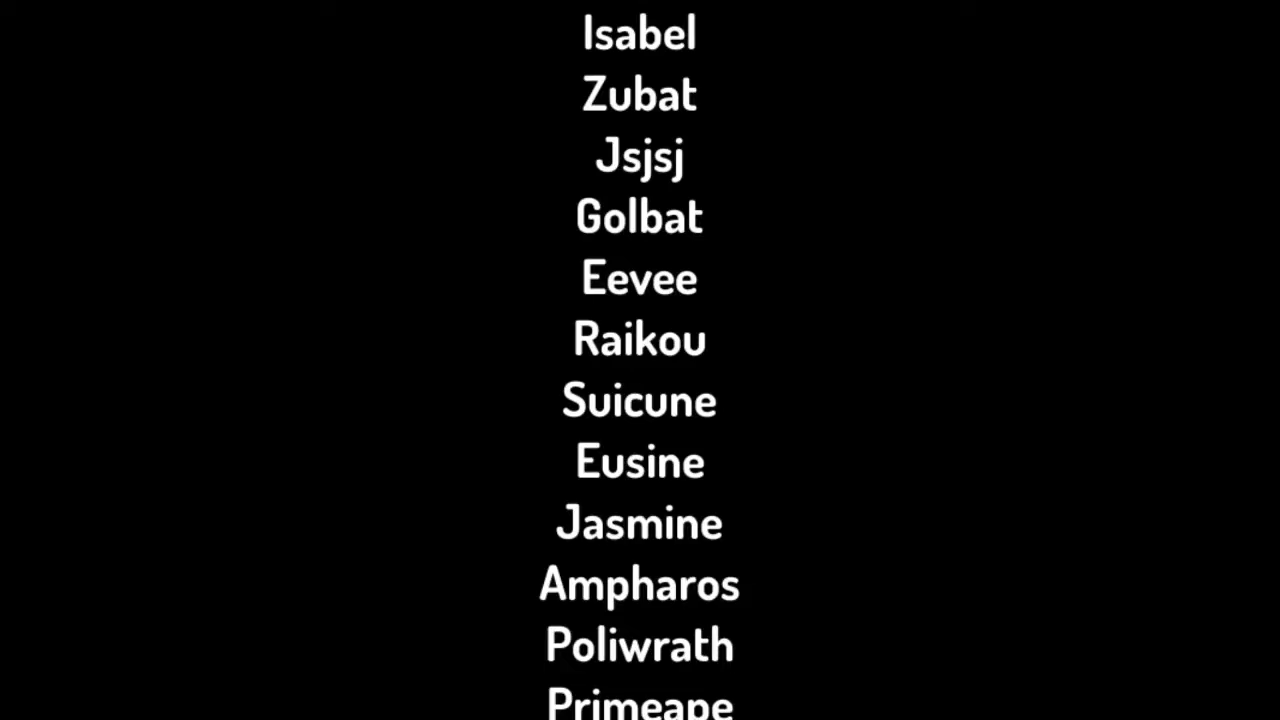 Isabel
Zubat
Jsjsj
Golbat
Eevee
Raikou
Suicune
Eusine
Jasmine
Ampharos
Poliwrath
Primeape